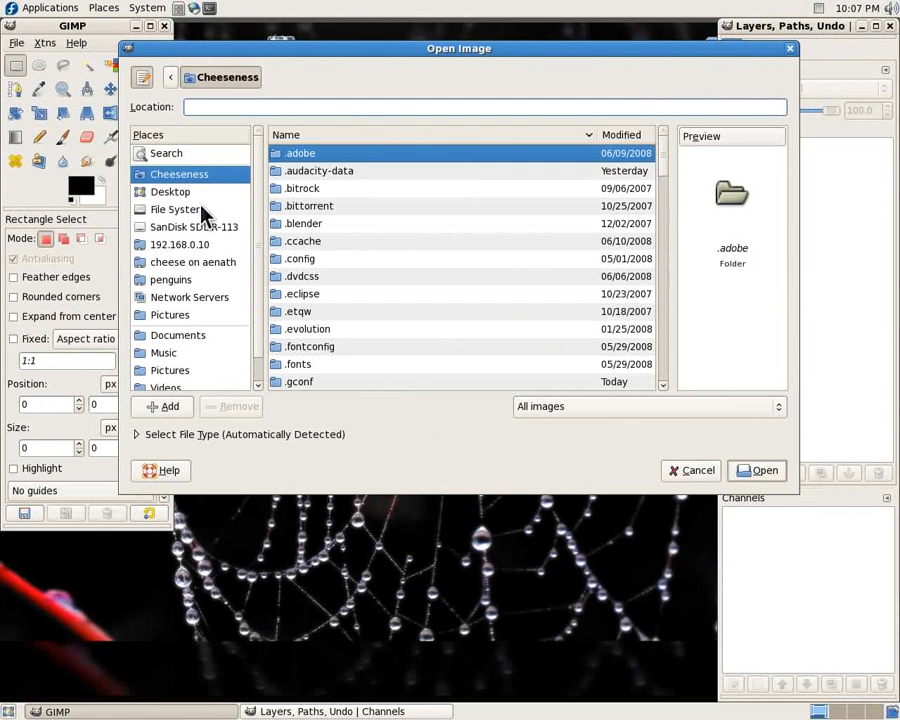 Applications Places System 10:07 PM
GIMP
Layers, Paths, Undo
File Xtns Help
Open Image
Cheeseness
Location:
Places
Name
Modified
Preview
Search
Cheeseness
Desktop
SanDisk
192.168.0.10
cheese on aenath
penguins
Network Servers
Pictures
Documents
Music
Pictures
Videos
.adobe 06/09/2008
.audacity-data Yesterday
.bitrock 09/06/2007
.bittorrent 10/25/2007
.blender 12/02/2007
.ccache 06/10/2008
.config 05/01/2008
.dvdcss 06/06/2008
.eclipse 10/23/2007
.etqw 10/18/2007
.evolution 01/25/2008
.fontconfig 05/29/2008
.fonts 05/29/2008
.gconf Today
.adobe
Folder
Add
Remove
All images
Select File Type (Automatically Detected)
Help
Cancel
Open
100.0
Rectangle Select
Mode:
Antialiasing
Feather edges
Rounded corners
Expand from center
Fixed: Aspect ratio
1:1
Position: px
0 0
Size: px
0 0
Highlight
No guides
Channels
GIMP
Layers, Paths, Undo | Channels